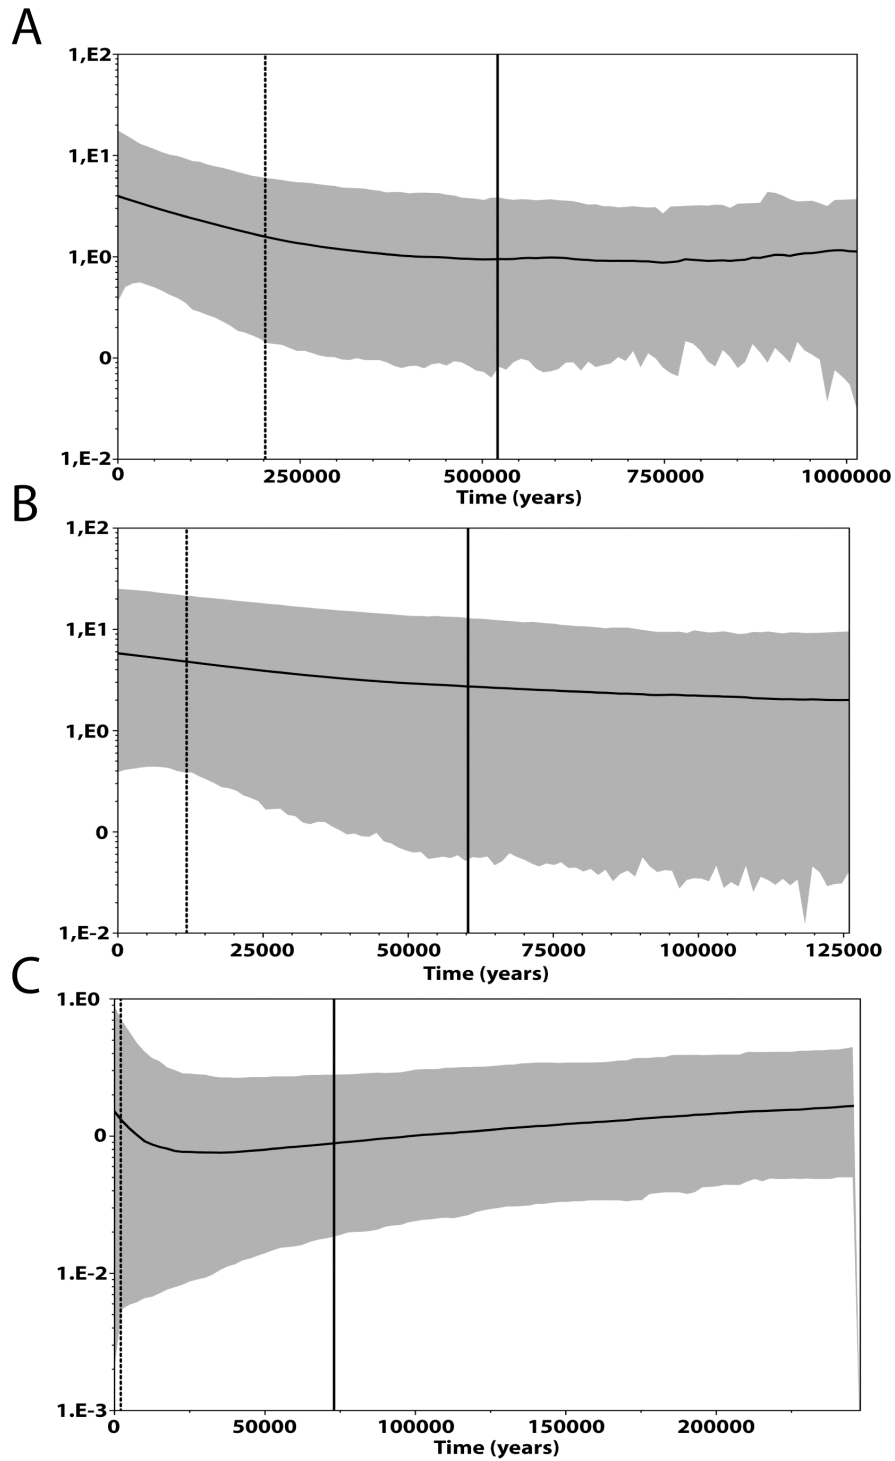 A
1,E2
1,E1
1,E0
0
1,E-2
0 250000 500000 750000 1000000
Time (years)
B
1,E2
1,E1
1,E0
0
1,E-2
0 25000 50000 75000 100000 125000
Time (years)
C
1.E0
0
1.E-2
1.E-3
0 50000 100000 150000 200000
Time (years)